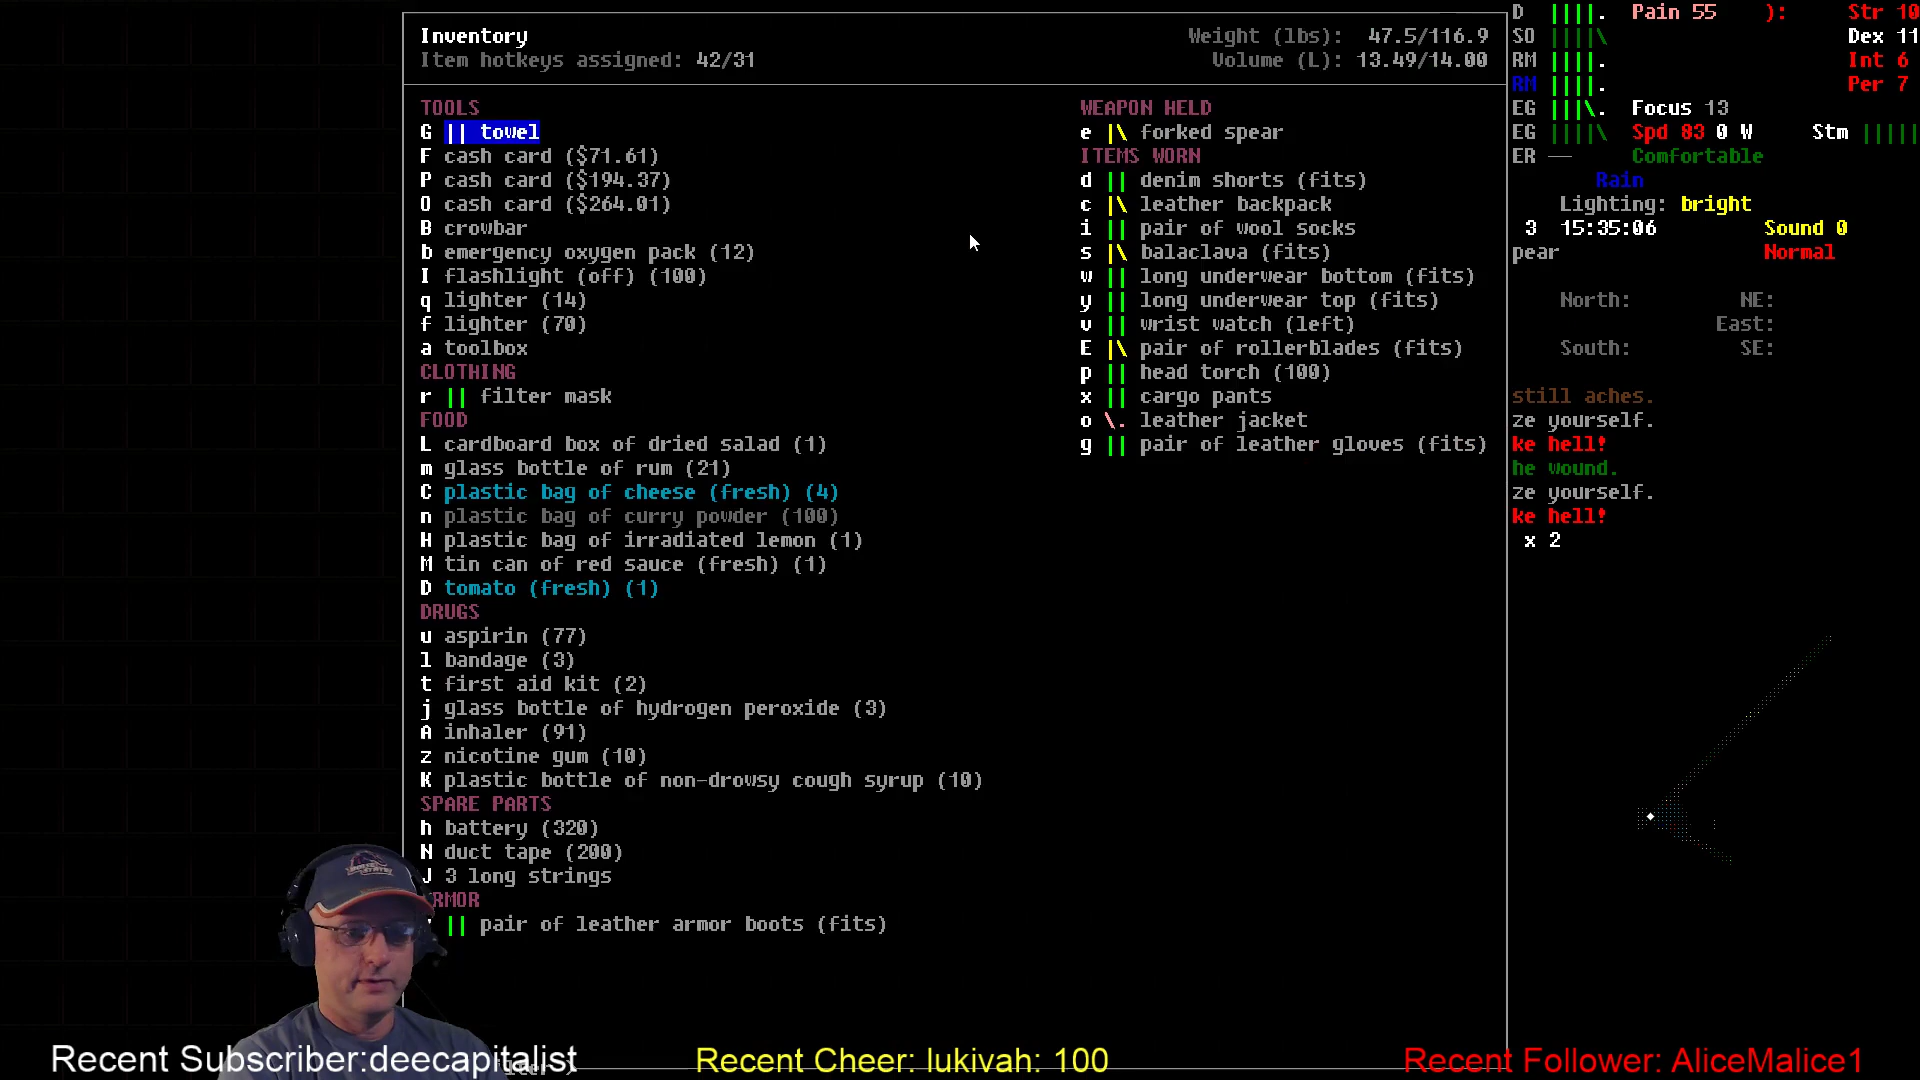 Inventory
Item hotkeys assigned: 42/31
Weight (lbs): 47.5/116.9
Volume (L): 13.49/14.00
TOOLS
G || towel
F cash card ($71.61)
P cash card ($194.37)
O cash card ($264.01)
B crowbar
b emergency oxygen pack (12)
I flashlight (off) (100)
q lighter (14)
f lighter (70)
a toolbox
CLOTHING
r || filter mask
FOOD
L cardboard box of dried salad (1)
m glass bottle of rum (21)
C plastic bag of cheese (fresh) (4)
n plastic bag of curry powder (100)
H plastic bag of irradiated lemon (1)
M tin can of red sauce (fresh) (1)
D tomato (fresh) (1)
DRUGS
u aspirin (77)
l bandage (3)
t first aid kit (2)
j glass bottle of hydrogen peroxide (3)
A inhaler (91)
z nicotine gum (10)
K plastic bottle of non-drowsy cough syrup (10)
SPARE PARTS
h battery (320)
N duct tape (200)
J 3 long strings
RMOR
|| pair of leather armor boots (fits)
WEAPON HELD
e |\ forked spear
ITEMS WORN
d || denim shorts (fits)
c |\ leather backpack
i || pair of wool socks
s |\ balaclava (fits)
w || long underwear bottom (fits)
y || long underwear top (fits)
v || wrist watch (left)
E |\ pair of rollerblades (fits)
p || head torch (100)
x || cargo pants
o \. leather jacket
g || pair of leather gloves (fits)
D ||||. Pain 55 ): Str 10
SO ||||\ Dex 11
RM ||||. Int 6
RM ||||. Per 7
EG |||\. Focus 13
EG ||||\ Spd 83 0 W Stm |||||
ER — Comfortable
Rain
Lighting: bright
3 15:35:06 Sound 0
pear Normal
North: NE:
East:
South: SE:
still aches.
ze yourself.
ke hell!
he wound.
ze yourself.
ke hell!
x 2
Recent Subscriber:deecapitalist
Recent Cheer: lukivah: 100
Recent Follower: AliceMalice1